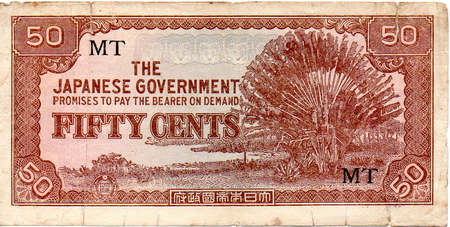 50 50
MT
THE
JAPANESE GOVERNMENT
PROMISES TO PAY THE BEARER ON DEMAND
FIFTY CENTS
MT
50 50
大日本帝國政府